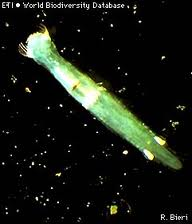 ETI ● World Biodiversity Database ●
R. Bieri